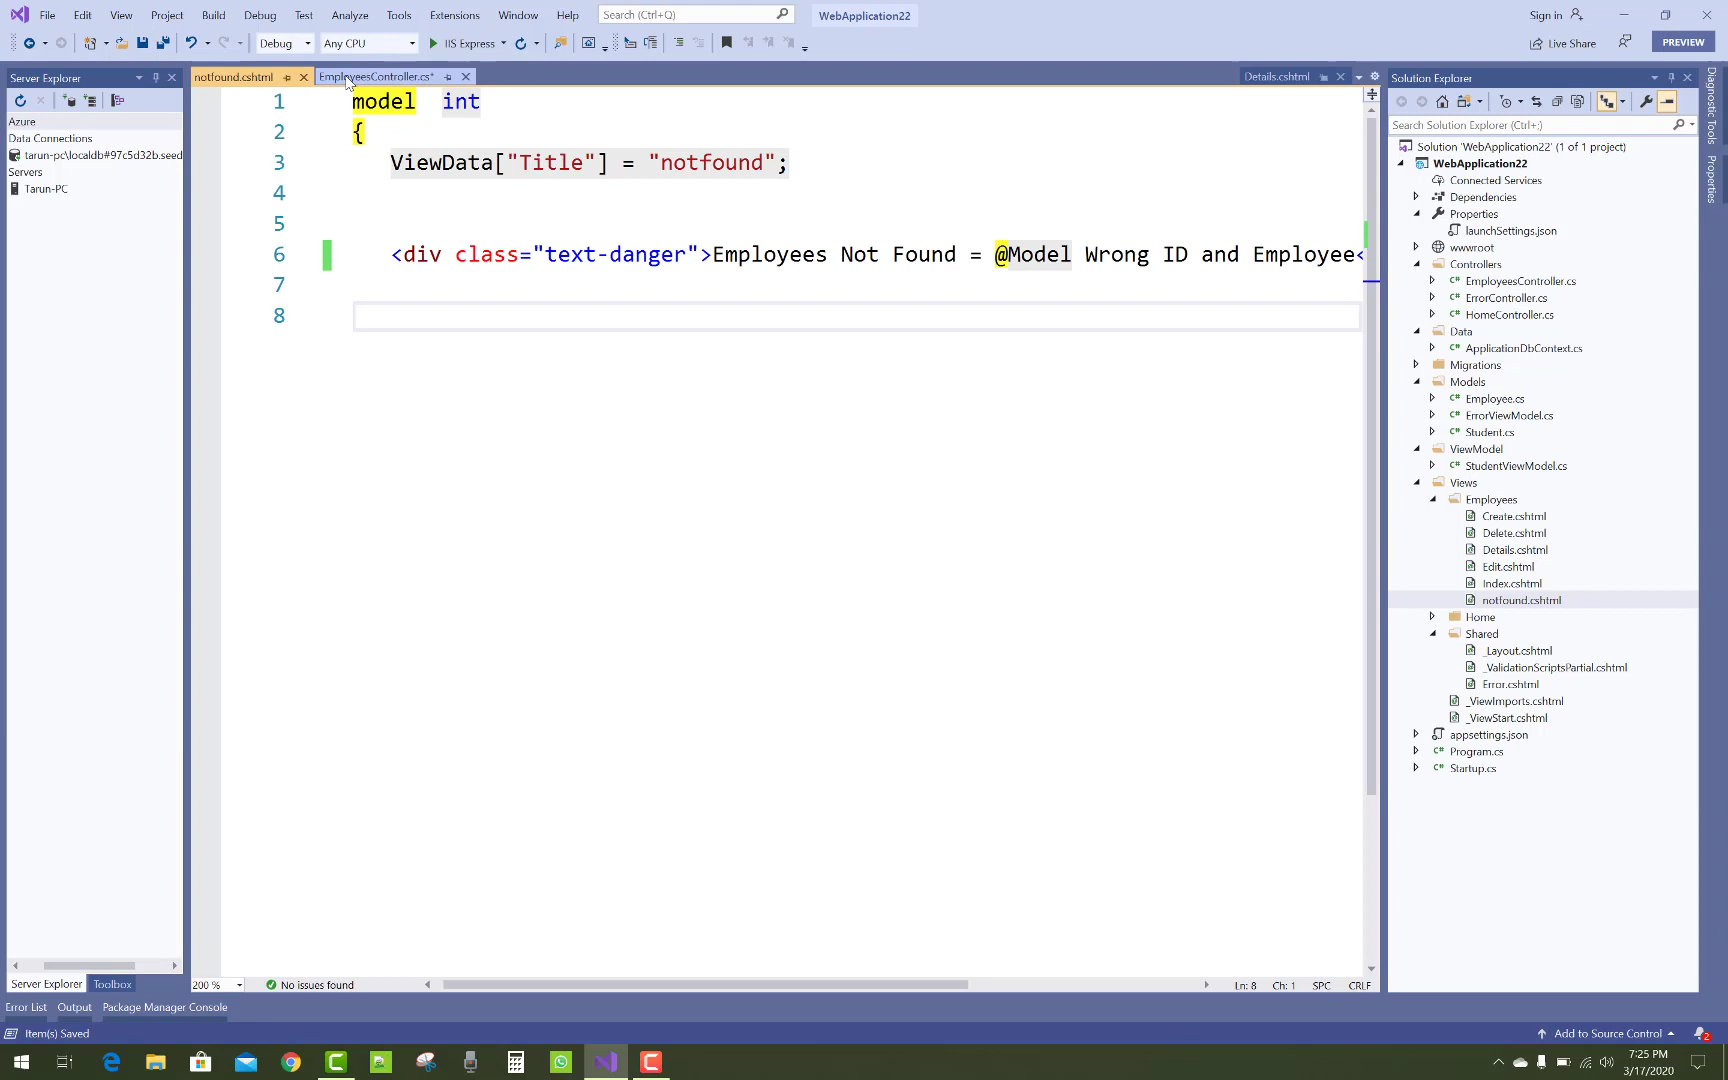 File Edit View Project Build Debug Test Analyze Tools Extensions Window Help Search (Ctrl+Q) WebApplication22 Sign in
Debug Any CPU IIS Express Live Share PREVIEW
Server Explorer
Azure
Data Connections
tarun-pc\localdb#97c5d32b.seed
Servers
Tarun-PC
Server Explorer Toolbox
notfound.cshtml EmployeesController.cs* Details.cshtml
1 model int
2 {
3 ViewData["Title"] = "notfound";
4
5
6 <div class="text-danger">Employees Not Found = @Model Wrong ID and Employee<
7
8
200 % No issues found Ln: 8 Ch: 1 SPC CRLF
Solution Explorer
Search Solution Explorer (Ctrl+;)
Solution 'WebApplication22' (1 of 1 project)
WebApplication22
Connected Services
Dependencies
Properties
launchSettings.json
wwwroot
Controllers
C# EmployeesController.cs
C# ErrorController.cs
C# HomeController.cs
Data
C# ApplicationDbContext.cs
Migrations
Models
C# Employee.cs
C# ErrorViewModel.cs
C# Student.cs
ViewModel
C# StudentViewModel.cs
Views
Employees
Create.cshtml
Delete.cshtml
Details.cshtml
Edit.cshtml
Index.cshtml
notfound.cshtml
Home
Shared
_Layout.cshtml
_ValidationScriptsPartial.cshtml
Error.cshtml
_ViewImports.cshtml
_ViewStart.cshtml
appsettings.json
C# Program.cs
C# Startup.cs
Diagnostic Tools
Properties
Error List Output Package Manager Console
Item(s) Saved Add to Source Control 2
7:25 PM
3/17/2020